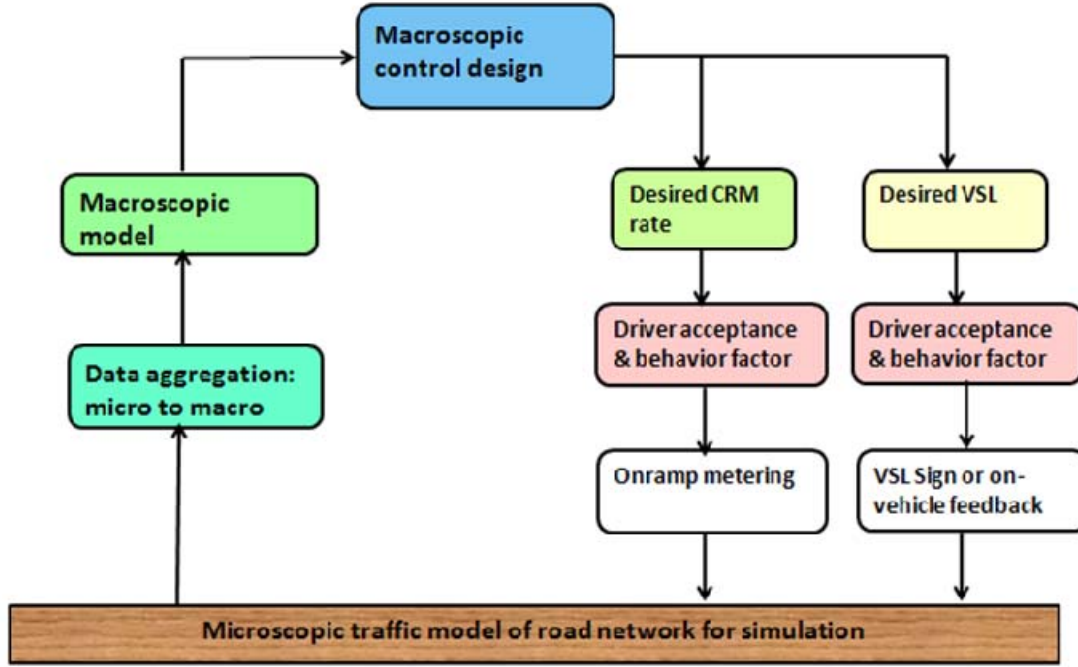 Macroscopic
control design
Macroscopic
model
Desired CRM
rate
Desired VSL
Driver acceptance
& behavior factor
Driver acceptance
& behavior factor
Data aggregation:
micro to macro
Onramp metering
VSL Sign or on-
vehicle feedback
Microscopic traffic model of road network for simulation